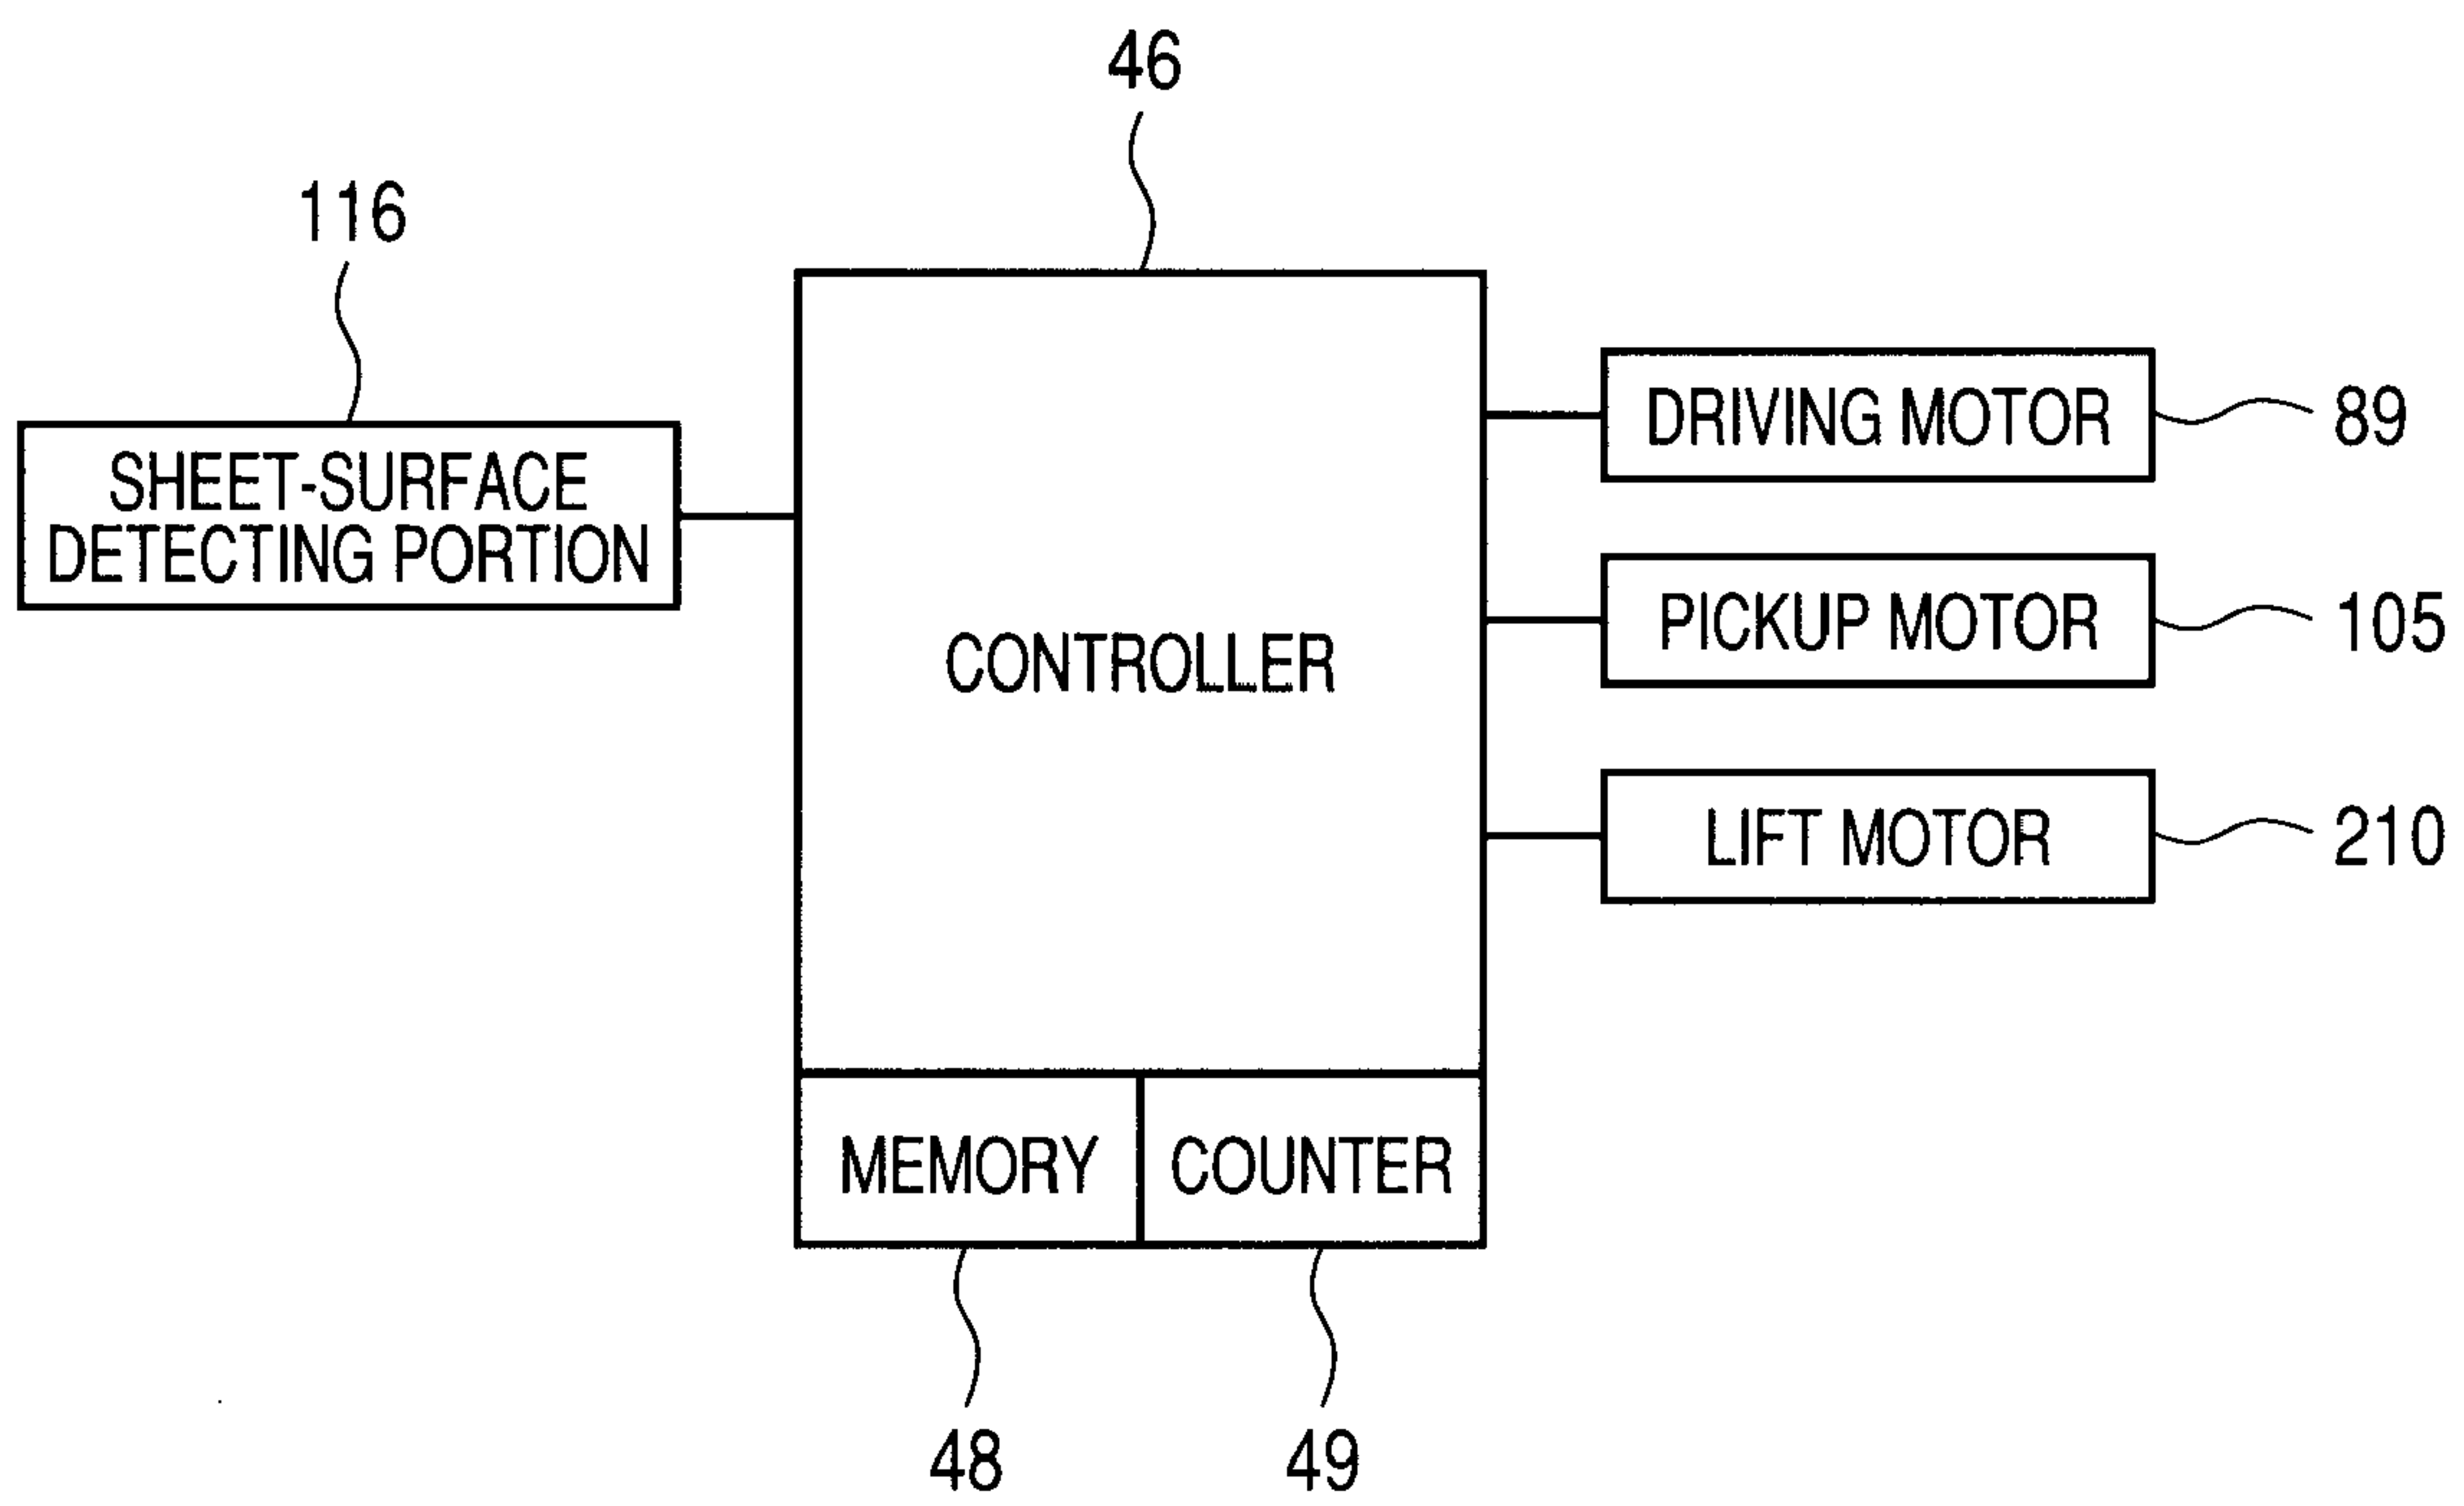 46
116
SHEET-SURFACE
DETECTING PORTION
CONTROLLER
DRIVING MOTOR
89
PICKUP MOTOR
105
LIFT MOTOR
210
MEMORY
COUNTER
48
49